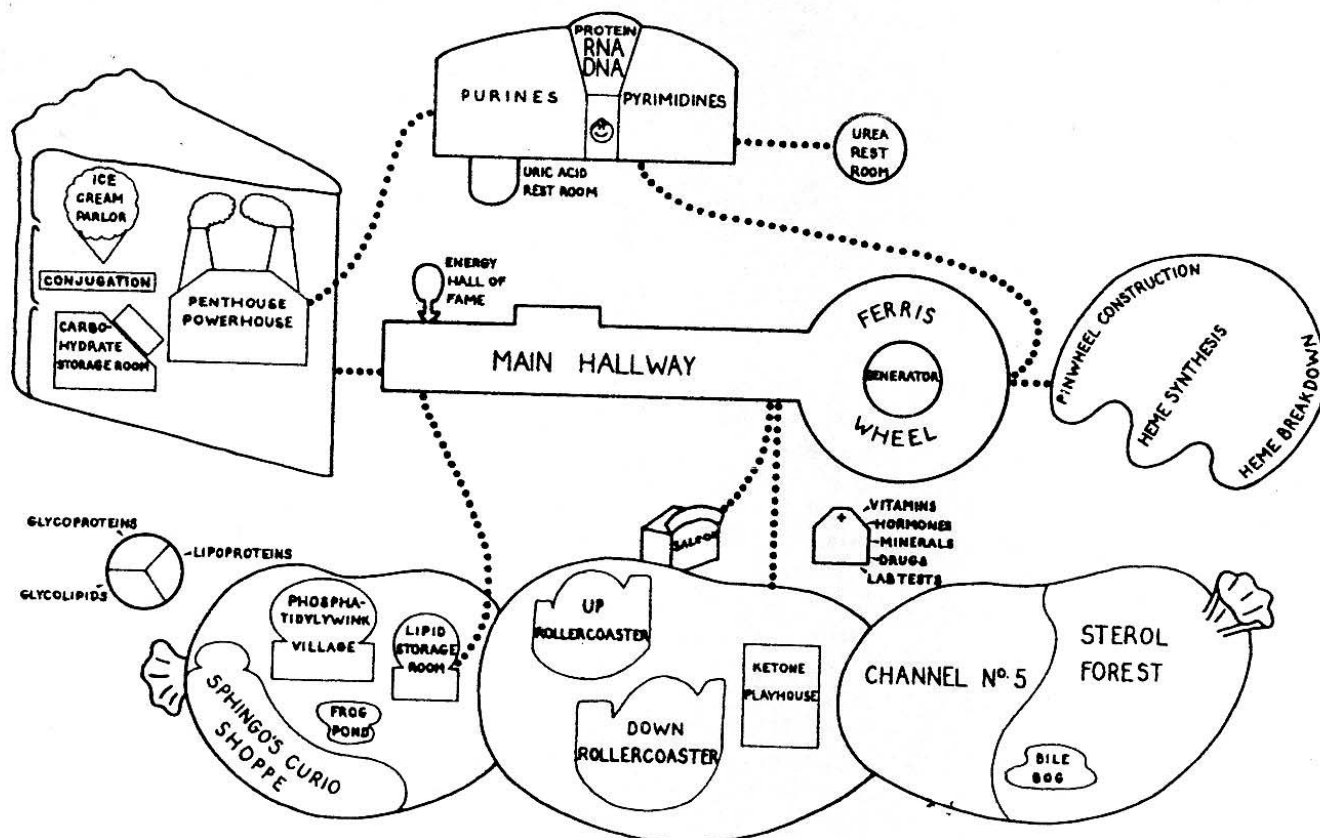 PROTEIN
RNA
DNA
PURINES
PYRIMIDINES
URIC ACID
REST ROOM
UREA
REST
ROOM
ICE
CREAM
PARLOR
CONJUGATION
PENTHOUSE
POWERHOUSE
CARBO-
HYDRATE
STORAGE ROOM
ENERGY
HALL OF
FAME
MAIN HALLWAY
FERRIS
GENERATOR
WHEEL
PINWHEEL CONSTRUCTION
HEME SYNTHESIS
HEME BREAKDOWN
GLYCOPROTEINS
LIPOPROTEINS
GLYCOLIPIDS
SALOON
+
VITAMINS
HORMONES
MINERALS
DRUGS
LAB TESTS
PHOSPHA-
TIDYLYWINK
VILLAGE
LIPID
STORAGE
ROOM
FROG
POND
SPHINGO'S CURIO
SHOPPE
UP
ROLLERCOASTER
DOWN
ROLLERCOASTER
KETONE
PLAYHOUSE
CHANNEL No. 5
STEROL
FOREST
BILE
BOG